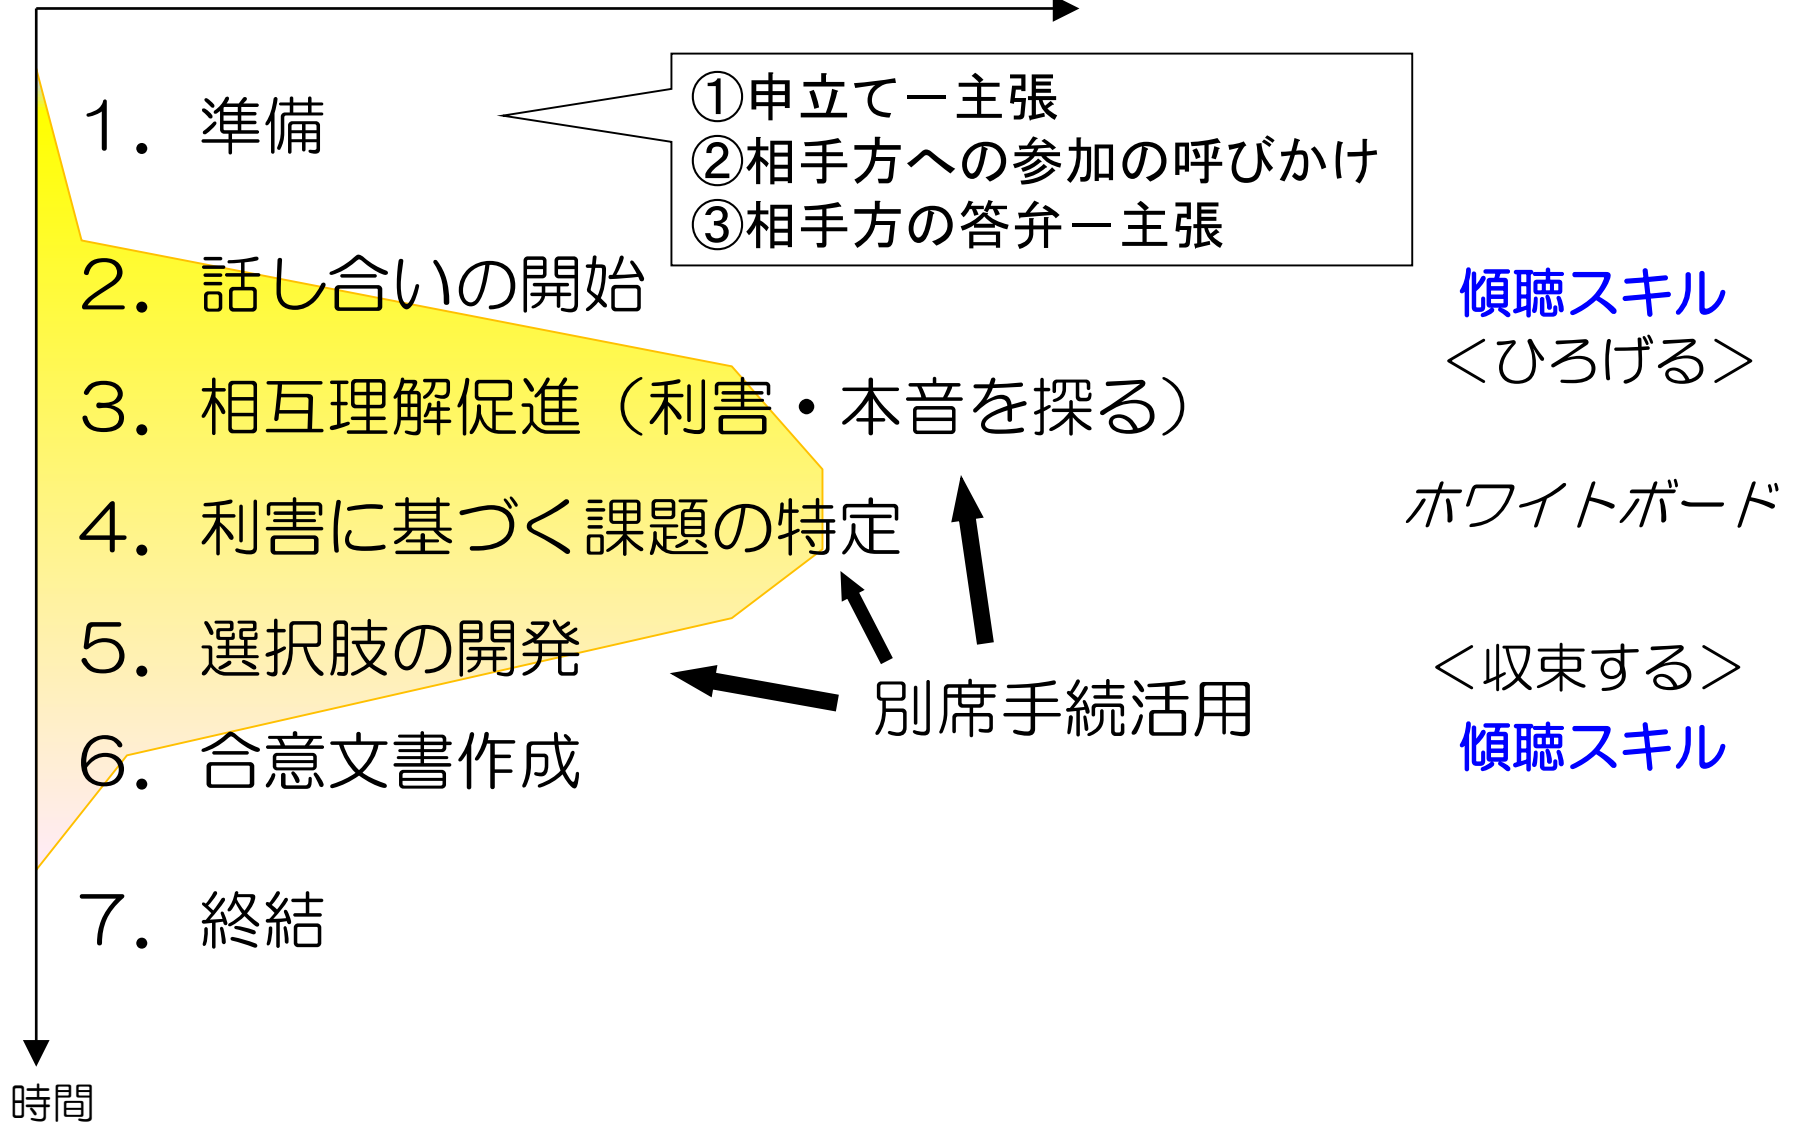 １．準備
①申立てー主張
②相手方への参加の呼びかけ
③相手方の答弁－主張
２．話し合いの開始
傾聴スキル
＜ひろげる＞
３．相互理解促進（利害・本音を探る）
ホワイトボード
４．利害に基づく課題の特定
５．選択肢の開発
＜収束する＞
別席手続活用
傾聴スキル
６．合意文書作成
７．終結
時間